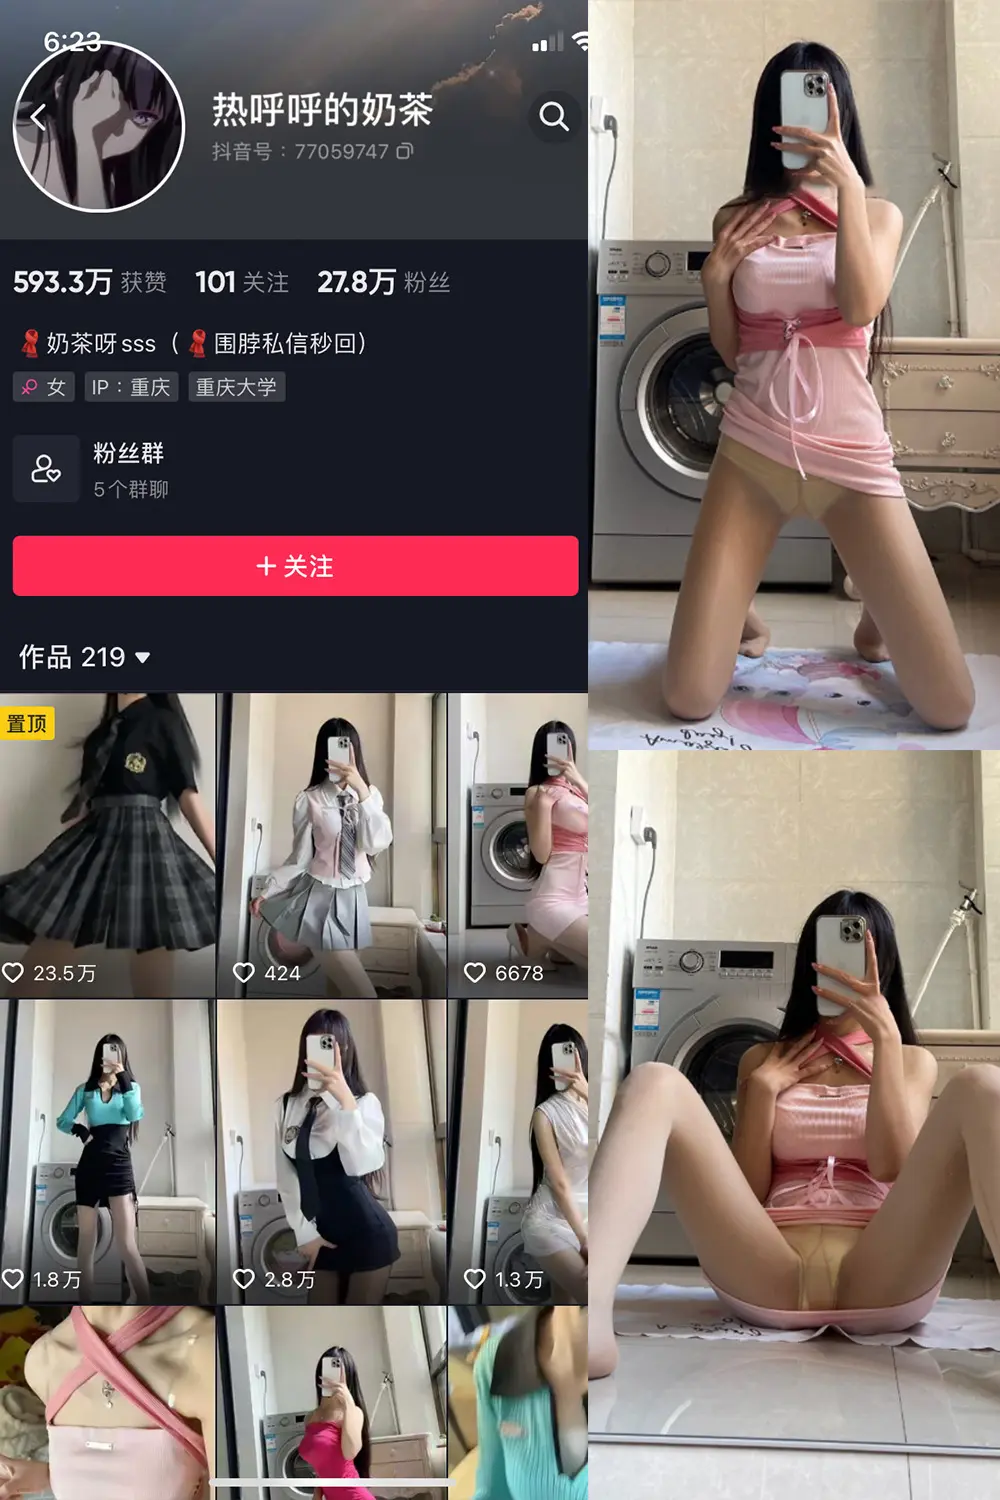 6:23
热呼呼的奶茶
抖音号：77059747
593.3万 获赞 101 关注 27.8万 粉丝
🧣奶茶呀sss（🧣围脖私信秒回）
女 IP：重庆 重庆大学
粉丝群
5个群聊
+ 关注
作品 219
置顶
23.5万 424 6678
1.8万 2.8万 1.3万